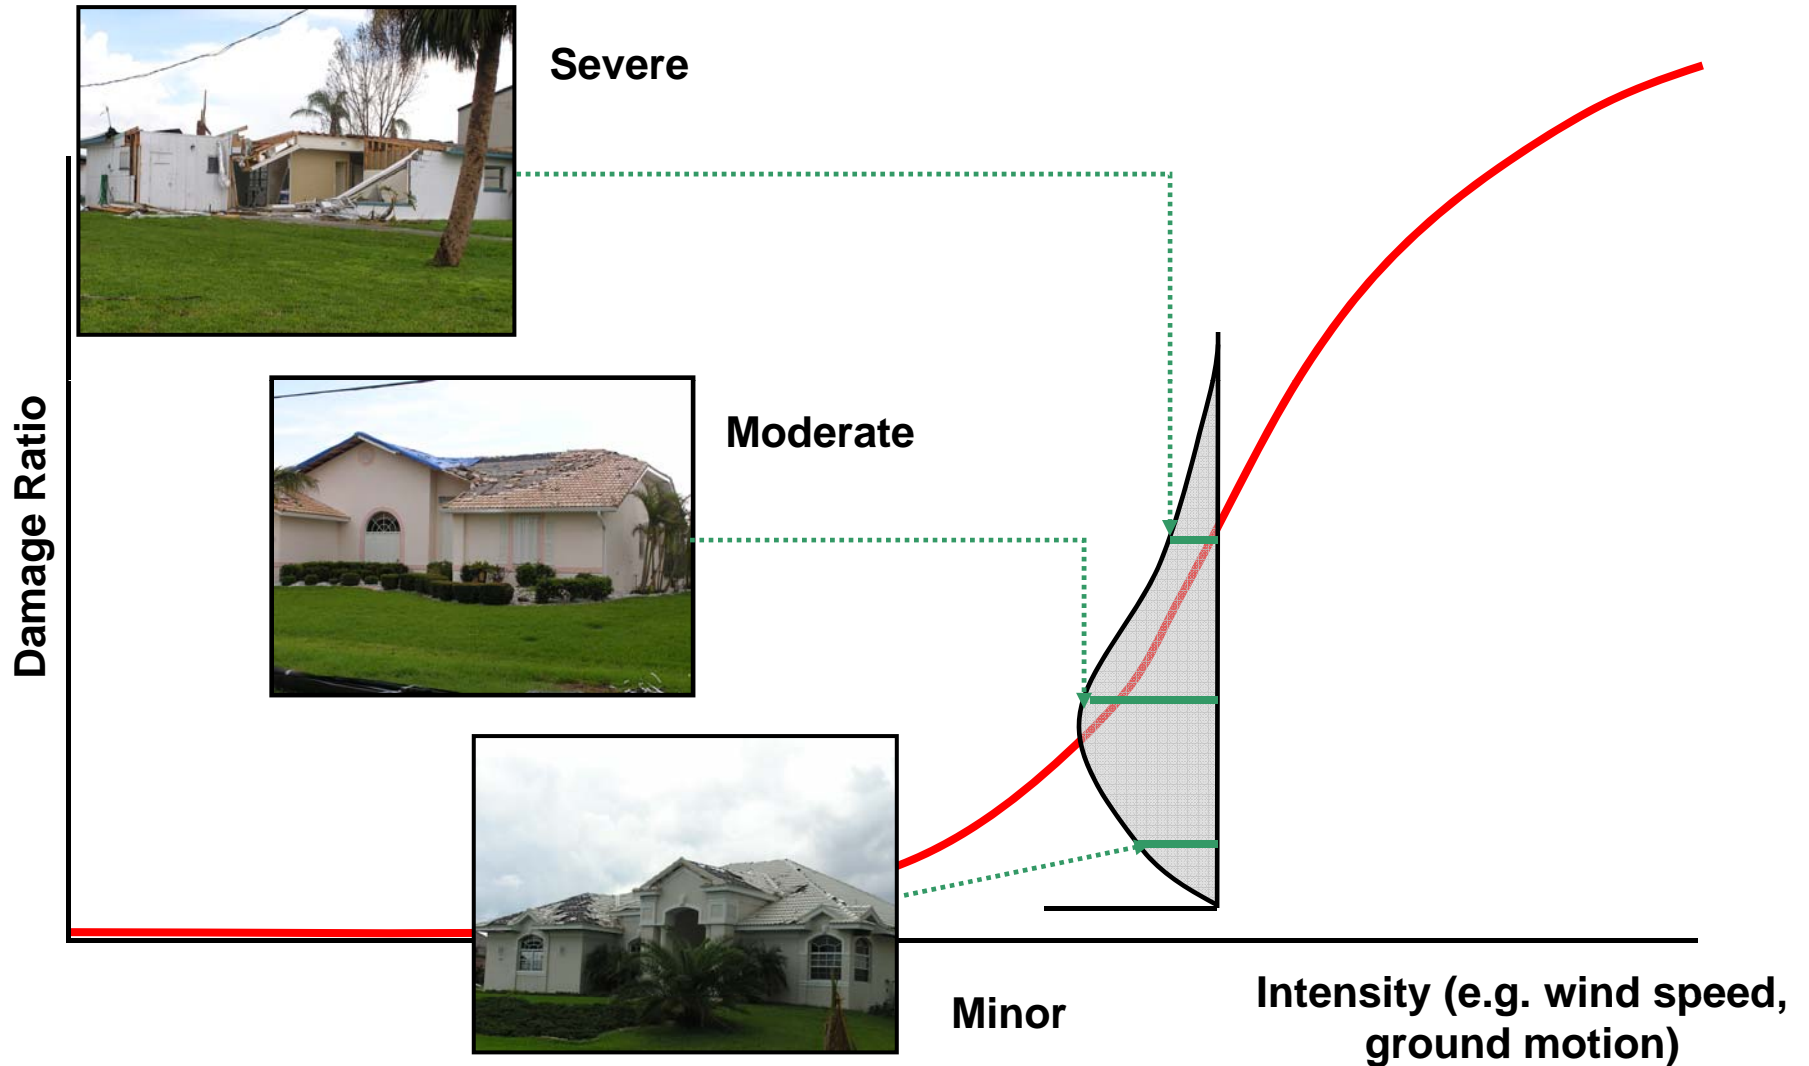 Severe
Moderate
Damage Ratio
Minor
Intensity (e.g. wind speed,
ground motion)